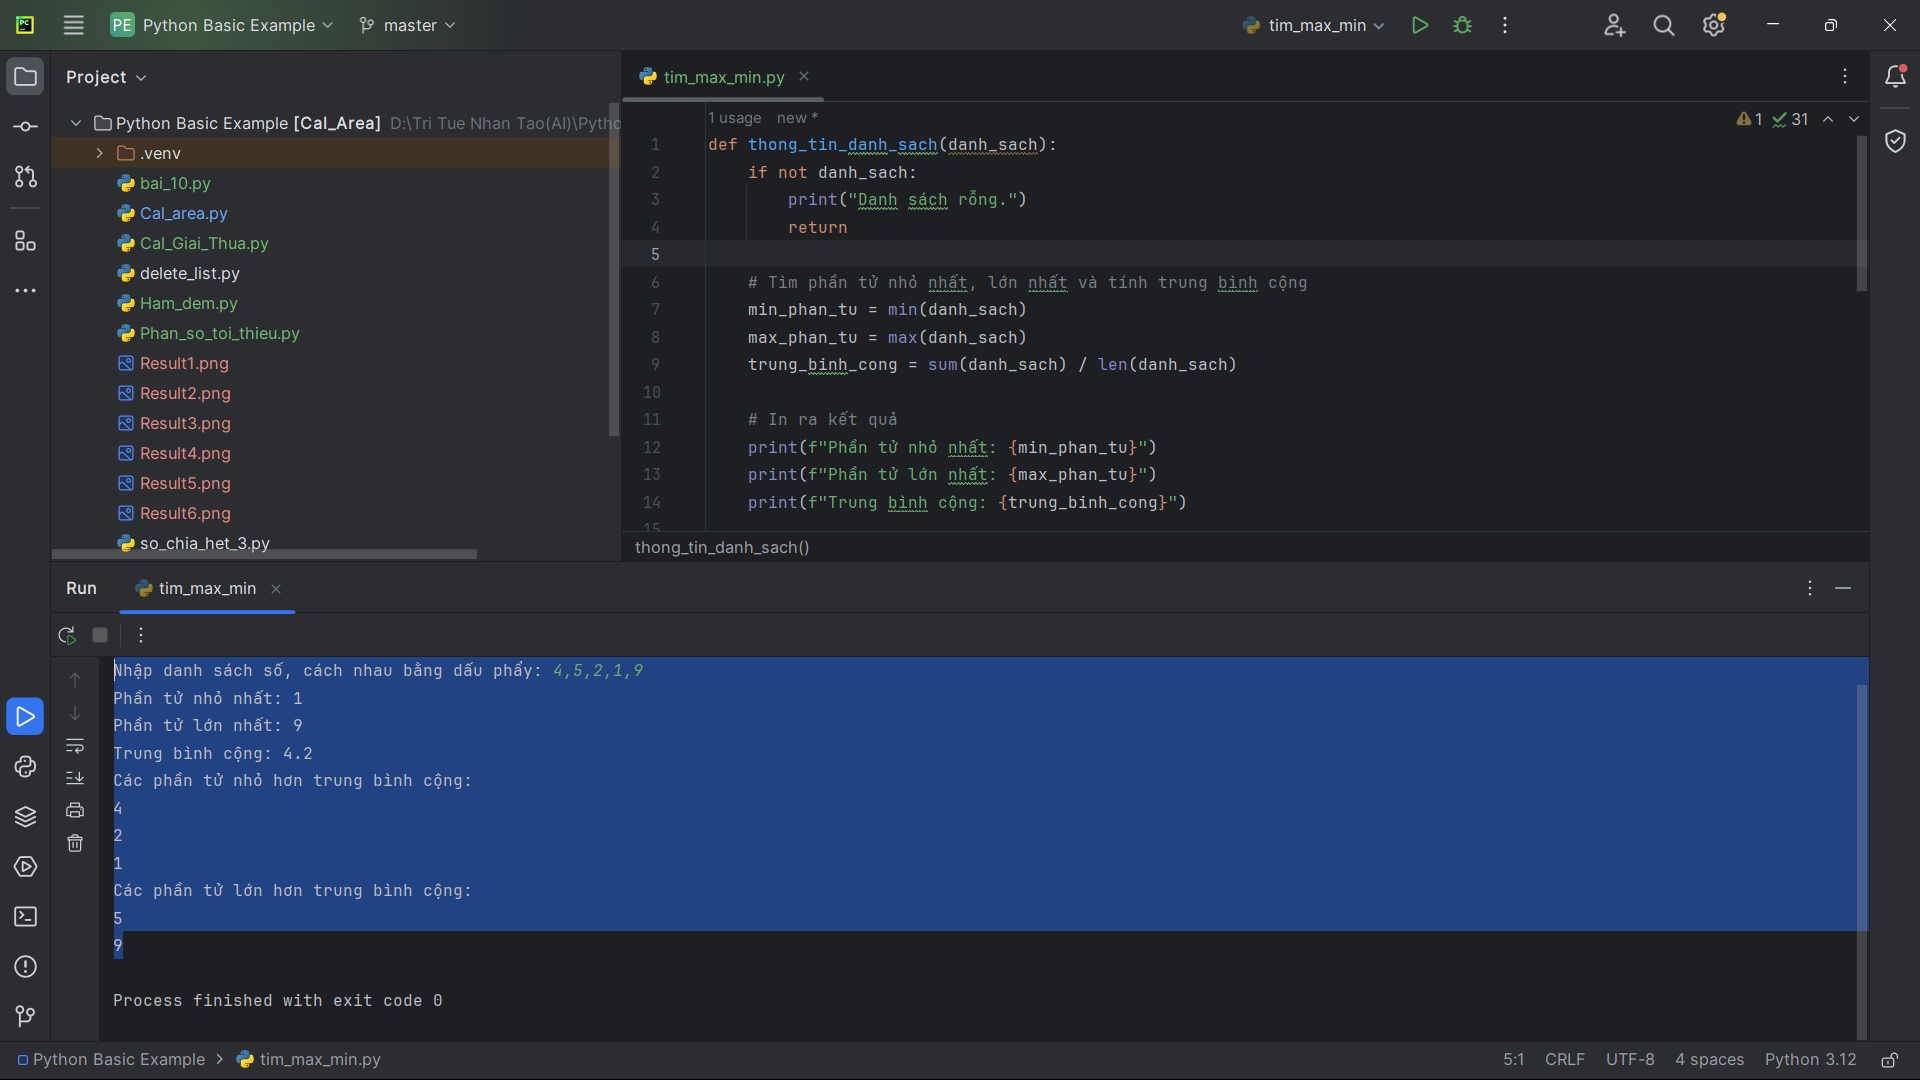 PE Python Basic Example master tim_max_min
Project
Python Basic Example [Cal_Area] D:\Tri Tue Nhan Tao(AI)\Pytho
.venv
bai_10.py
Cal_area.py
Cal_Giai_Thua.py
delete_list.py
Ham_dem.py
Phan_so_toi_thieu.py
Result1.png
Result2.png
Result3.png
Result4.png
Result5.png
Result6.png
so_chia_het_3.py
tim_max_min.py
1 usage new *
1 31
1 def thong_tin_danh_sach(danh_sach):
2 if not danh_sach:
3 print("Danh sách rỗng.")
4 return
5
6 # Tìm phần tử nhỏ nhất, lớn nhất và tính trung bình cộng
7 min_phan_tu = min(danh_sach)
8 max_phan_tu = max(danh_sach)
9 trung_binh_cong = sum(danh_sach) / len(danh_sach)
10
11 # In ra kết quả
12 print(f"Phần tử nhỏ nhất: {min_phan_tu}")
13 print(f"Phần tử lớn nhất: {max_phan_tu}")
14 print(f"Trung bình cộng: {trung_binh_cong}")
15
thong_tin_danh_sach()
Run tim_max_min
Nhập danh sách số, cách nhau bằng dấu phẩy: 4,5,2,1,9
Phần tử nhỏ nhất: 1
Phần tử lớn nhất: 9
Trung bình cộng: 4.2
Các phần tử nhỏ hơn trung bình cộng:
4
2
1
Các phần tử lớn hơn trung bình cộng:
5
9
Process finished with exit code 0
Python Basic Example > tim_max_min.py 5:1 CRLF UTF-8 4 spaces Python 3.12